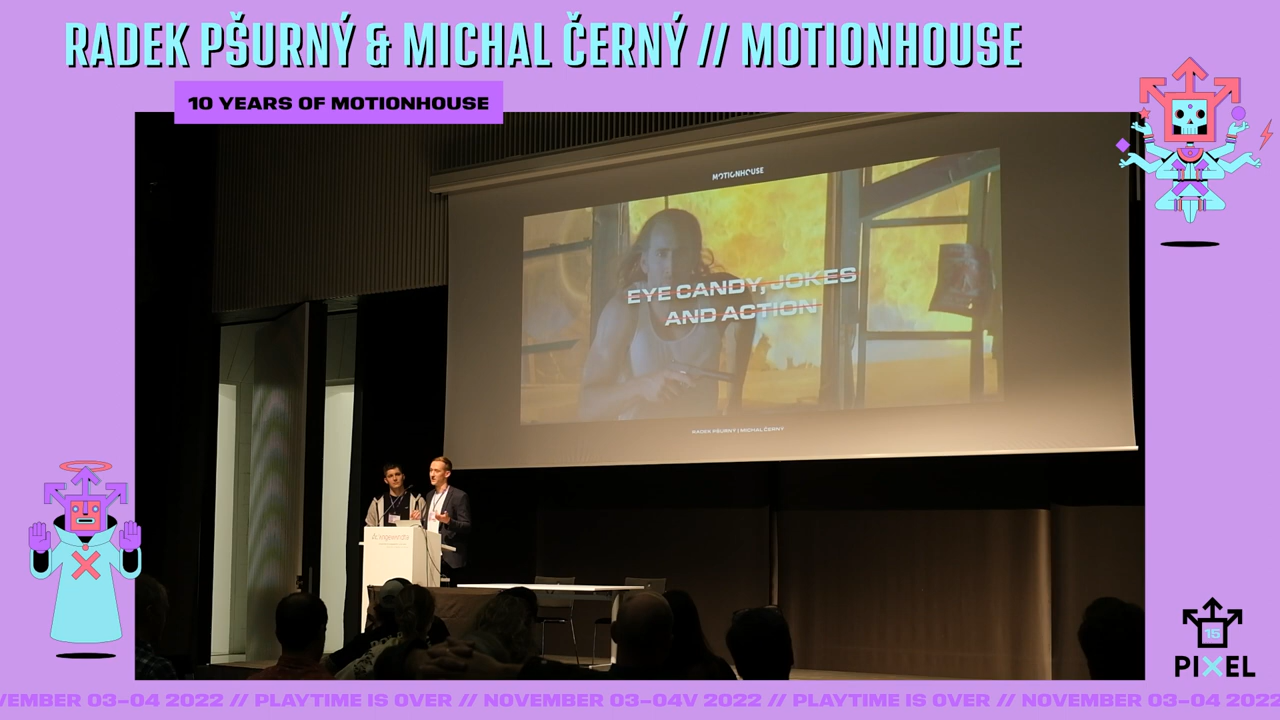 RADEK PŠURNÝ & MICHAL ČERNÝ // MOTIONHOUSE
10 YEARS OF MOTIONHOUSE
MOTIONHOUSE
EYE CANDY, JOKES
AND ACTION
RADEK PŠURNÝ | MICHAL ČERNÝ
15
PIXEL
VEMBER 03–04 2022 // PLAYTIME IS OVER // NOVEMBER 03–04V 2022 // PLAYTIME IS OVER // NOVEMBER 03–04 2022